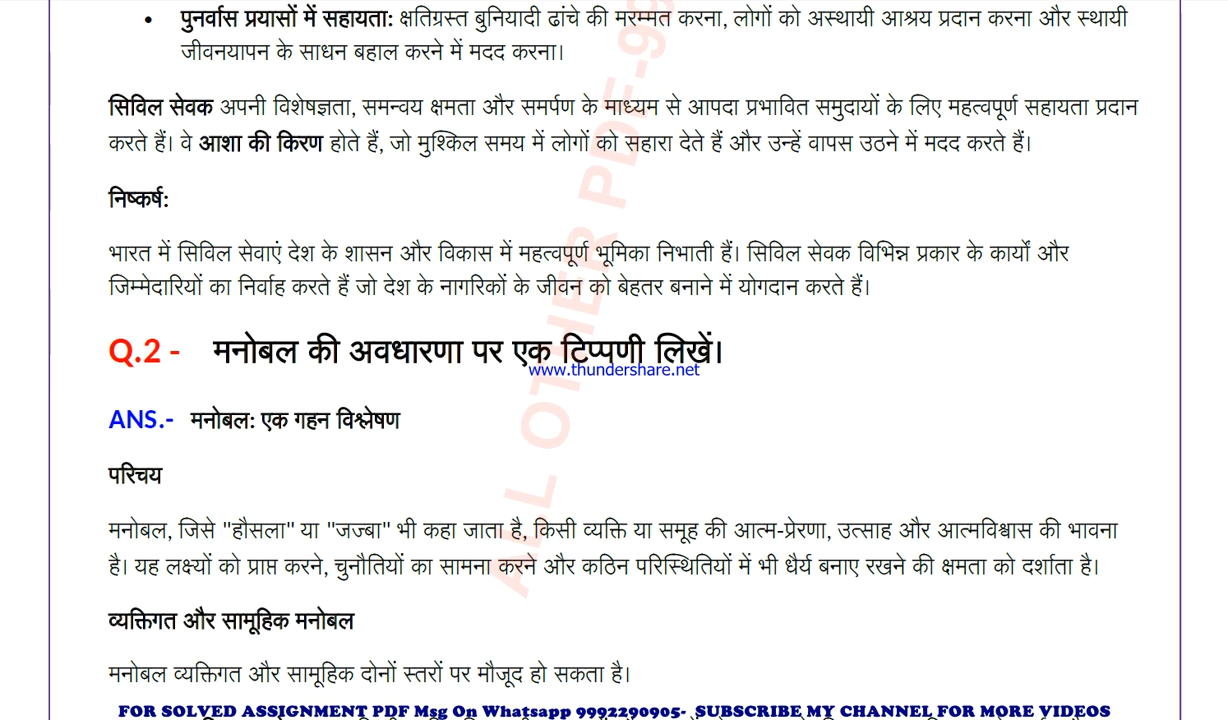 • पुनर्वास प्रयासों में सहायता: क्षतिग्रस्त बुनियादी ढांचे की मरम्मत करना, लोगों को अस्थायी आश्रय प्रदान करना और स्थायी
जीवनयापन के साधन बहाल करने में मदद करना।
सिविल सेवक अपनी विशेषज्ञता, समन्वय क्षमता और समर्पण के माध्यम से आपदा प्रभावित समुदायों के लिए महत्वपूर्ण सहायता प्रदान
करते हैं। वे आशा की किरण होते हैं, जो मुश्किल समय में लोगों को सहारा देते हैं और उन्हें वापस उठने में मदद करते हैं।
निष्कर्ष:
भारत में सिविल सेवाएं देश के शासन और विकास में महत्वपूर्ण भूमिका निभाती हैं। सिविल सेवक विभिन्न प्रकार के कार्यों और
जिम्मेदारियों का निर्वाह करते हैं जो देश के नागरिकों के जीवन को बेहतर बनाने में योगदान करते हैं।
Q.2 - मनोबल की अवधारणा पर एक टिप्पणी लिखें।
www.thundershare.net
ANS.- मनोबल: एक गहन विश्लेषण
परिचय
मनोबल, जिसे "हौसला" या "जज्बा" भी कहा जाता है, किसी व्यक्ति या समूह की आत्म-प्रेरणा, उत्साह और आत्मविश्वास की भावना
है। यह लक्ष्यों को प्राप्त करने, चुनौतियों का सामना करने और कठिन परिस्थितियों में भी धैर्य बनाए रखने की क्षमता को दर्शाता है।
व्यक्तिगत और सामूहिक मनोबल
मनोबल व्यक्तिगत और सामूहिक दोनों स्तरों पर मौजूद हो सकता है।
FOR SOLVED ASSIGNMENT PDF Msg On Whatsapp 9992290905- SUBSCRIBE MY CHANNEL FOR MORE VIDEOS
ALL OTHER PDF-99